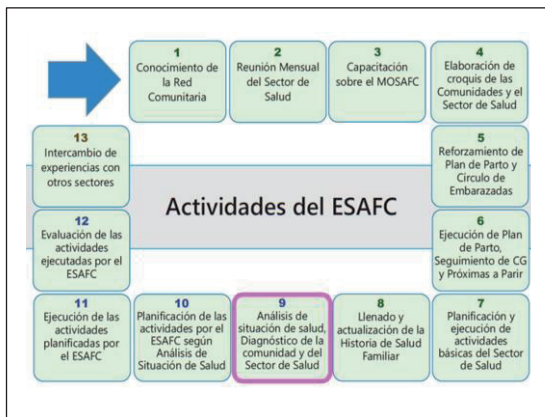 1
Conocimiento de
la Red
Comunitaria
2
Reunión Mensual
del Sector de
Salud
3
Capacitación
sobre el MOSAFC
4
Elaboración de
croquis de las
Comunidades y el
Sector de Salud
5
Reforzamiento de
Plan de Parto y
Círculo de
Embarazadas
6
Ejecución de Plan
de Parto,
Seguimiento de CG
y Próximas a Parir
7
Planificación y
ejecución de
actividades
básicas del Sector
de Salud
8
Llenado y
actualización de la
Historia de Salud
Familiar
9
Análisis de
situación de salud,
Diagnóstico de la
comunidad y del
Sector de Salud
10
Planificación de las
actividades por el
ESAFC según
Análisis de
Situación de Salud
11
Ejecución de las
actividades
planificadas por
el ESAFC
12
Evaluación de las
actividades
ejecutadas por el
ESAFC
13
Intercambio de
experiencias con
otros sectores
Actividades del ESAFC